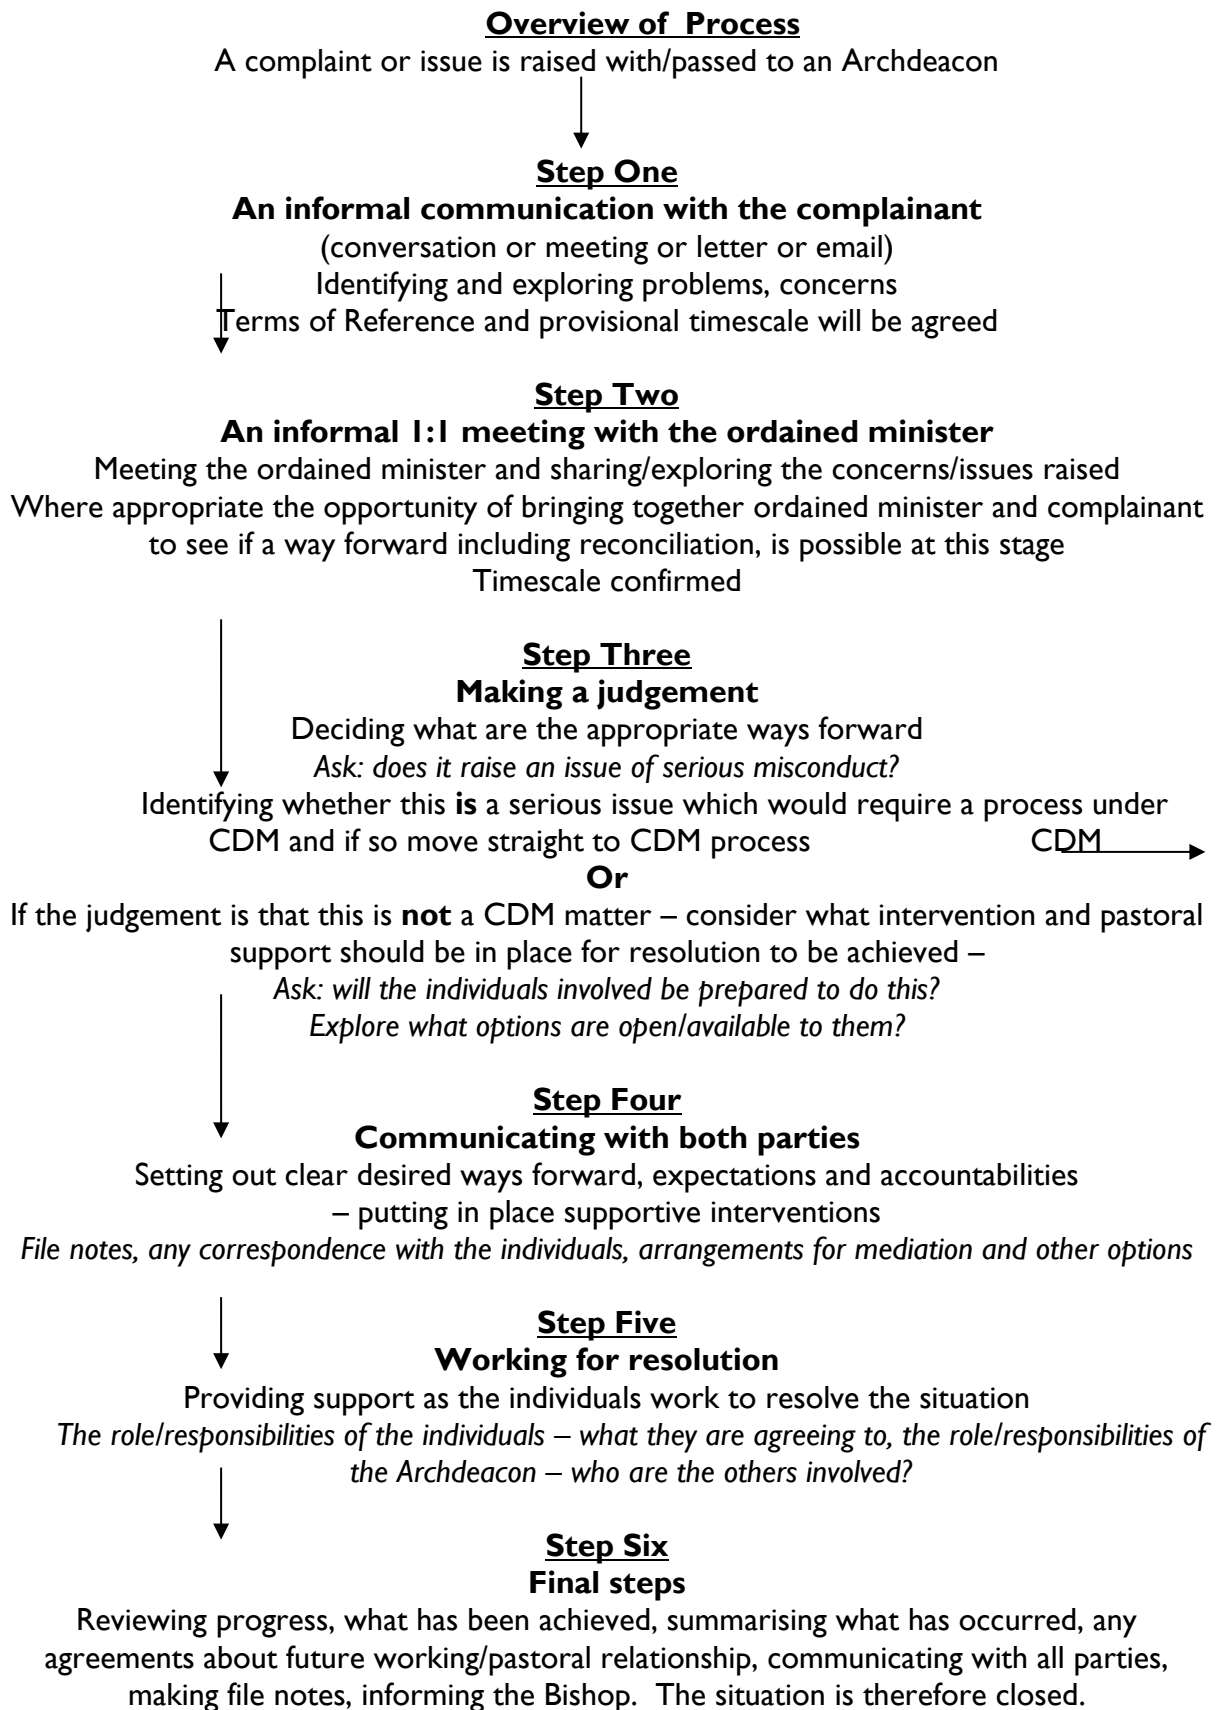 Overview of  Process
A complaint or issue is raised with/passed to an Archdeacon
Step One
An informal communication with the complainant
(conversation or meeting or letter or email)
Identifying and exploring problems, concerns
Terms of Reference and provisional timescale will be agreed
Step Two
An informal 1:1 meeting with the ordained minister
Meeting the ordained minister and sharing/exploring the concerns/issues raised
Where appropriate the opportunity of bringing together ordained minister and complainant
to see if a way forward including reconciliation, is possible at this stage
Timescale confirmed
Step Three
Making a judgement
Deciding what are the appropriate ways forward
Ask: does it raise an issue of serious misconduct?
Identifying whether this is a serious issue which would require a process under
CDM and if so move straight to CDM process CDM
Or
If the judgement is that this is not a CDM matter – consider what intervention and pastoral
support should be in place for resolution to be achieved –
Ask: will the individuals involved be prepared to do this?
Explore what options are open/available to them?
Step Four
Communicating with both parties
Setting out clear desired ways forward, expectations and accountabilities
– putting in place supportive interventions
File notes, any correspondence with the individuals, arrangements for mediation and other options
Step Five
Working for resolution
Providing support as the individuals work to resolve the situation
The role/responsibilities of the individuals – what they are agreeing to, the role/responsibilities of
the Archdeacon – who are the others involved?
Step Six
Final steps
Reviewing progress, what has been achieved, summarising what has occurred, any
agreements about future working/pastoral relationship, communicating with all parties,
making file notes, informing the Bishop.  The situation is therefore closed.